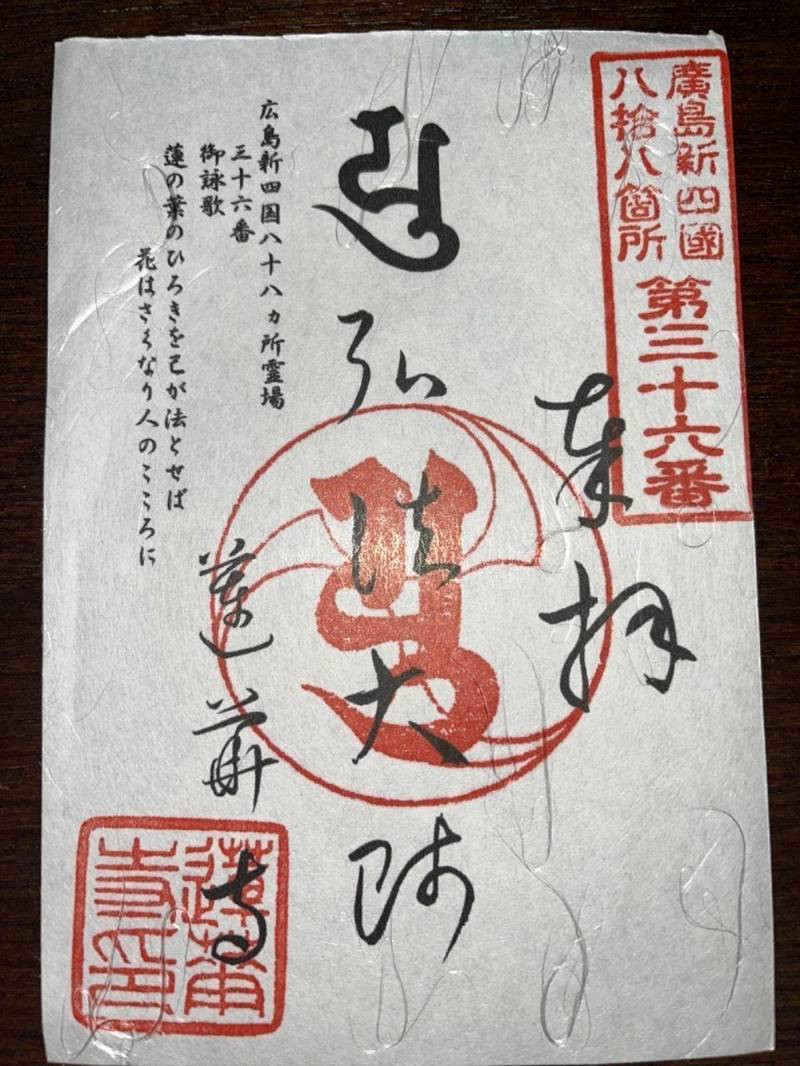 廣島新四國
八拾八箇所
第三十六番
奉拝
弘法大師
広島新四国八十八ヵ所霊場
三十六番
御詠歌
蓮の葉のひろきを己が法とせば
花はさくなり人のこころに
蓮華寺
蓮華
寺印